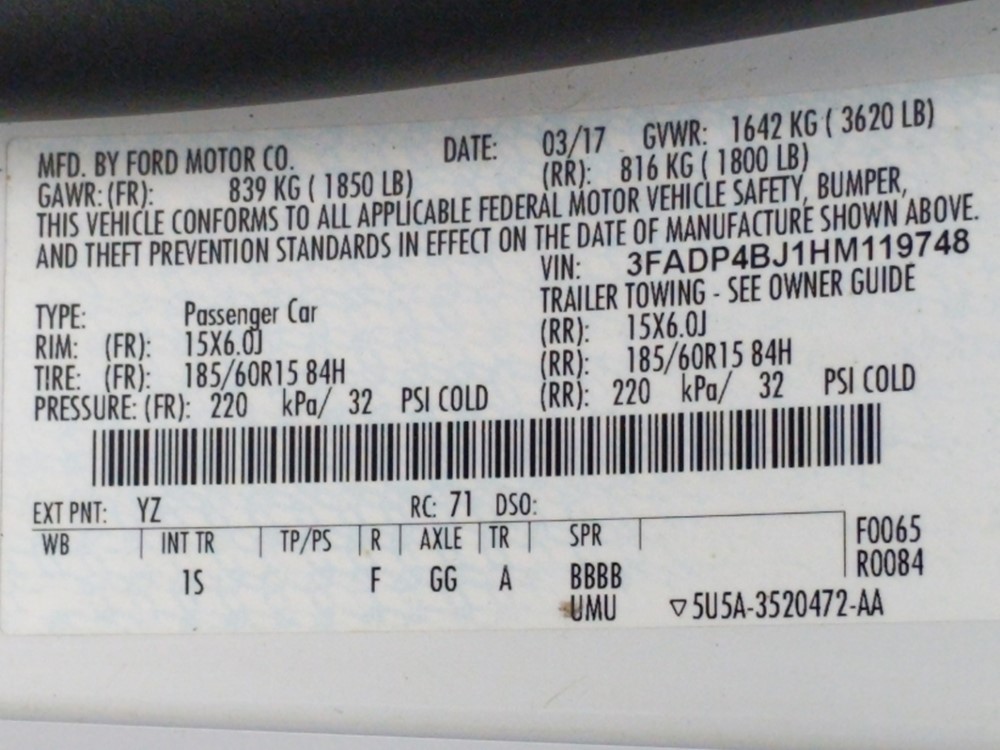 MFD. BY FORD MOTOR CO. DATE: 03/17 GVWR: 1642 KG ( 3620 LB)
GAWR: (FR): 839 KG ( 1850 LB) (RR): 816 KG ( 1800 LB)
THIS VEHICLE CONFORMS TO ALL APPLICABLE FEDERAL MOTOR VEHICLE SAFETY, BUMPER,
AND THEFT PREVENTION STANDARDS IN EFFECT ON THE DATE OF MANUFACTURE SHOWN ABOVE.
VIN: 3FADP4BJ1HM119748
TYPE: Passenger Car TRAILER TOWING - SEE OWNER GUIDE
RIM: (FR): 15X6.0J (RR): 15X6.0J
TIRE: (FR): 185/60R15 84H (RR): 185/60R15 84H
PRESSURE: (FR): 220 kPa/ 32 PSI COLD (RR): 220 kPa/ 32 PSI COLD
EXT PNT: YZ RC: 71 DSO:
WB INT TR TP/PS R AXLE TR SPR F0065
1S F GG A BBBB R0084
UMU ▽5U5A-3520472-AA